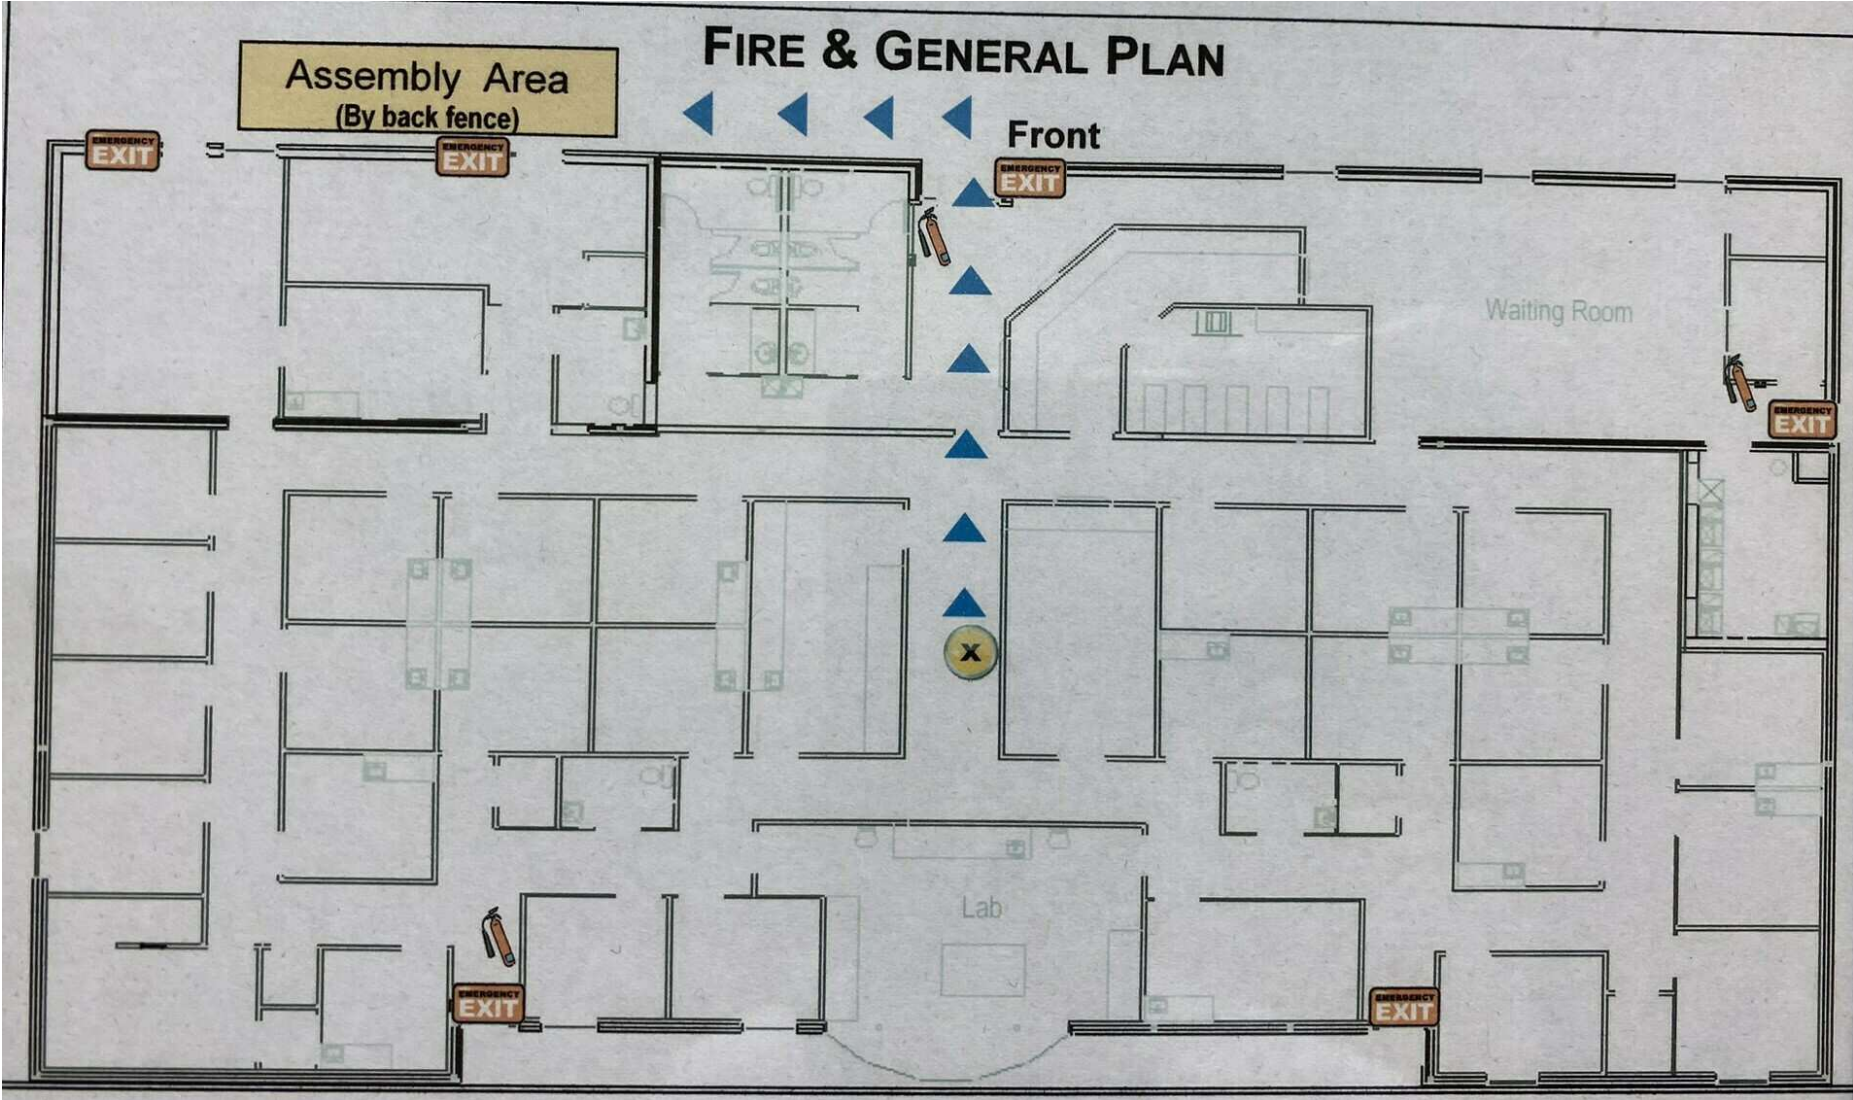 FIRE & GENERAL PLAN
Assembly Area
(By back fence)
Front
EMERGENCY
EXIT
EMERGENCY
EXIT
EMERGENCY
EXIT
Waiting Room
EMERGENCY
EXIT
X
Lab
EMERGENCY
EXIT
EMERGENCY
EXIT